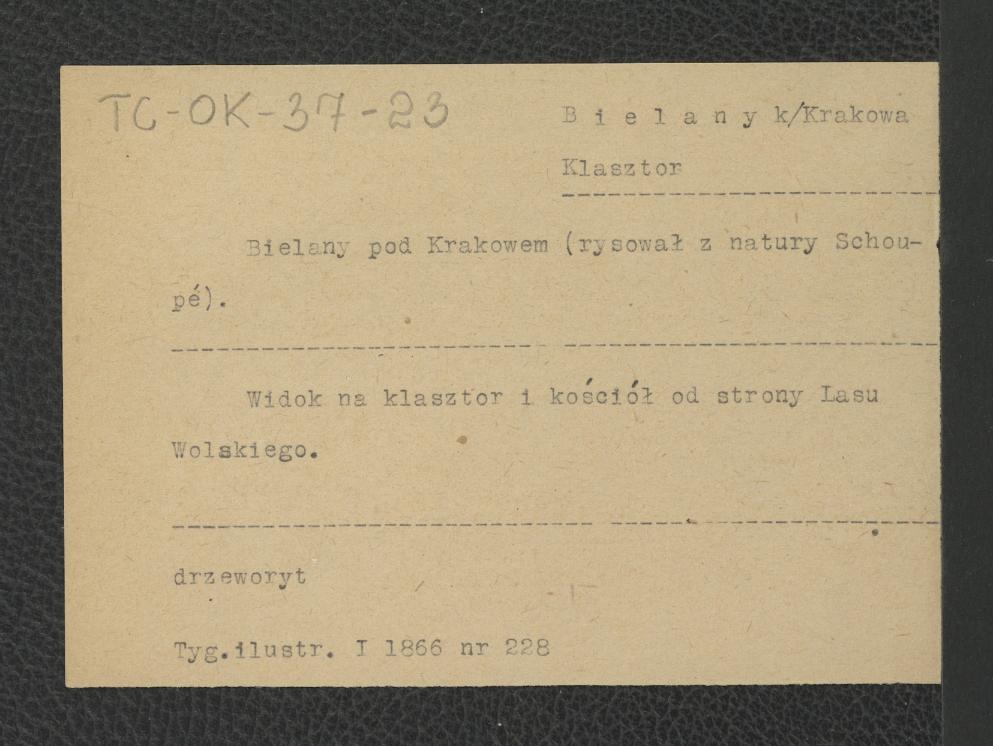 TC-OK-37-23
B i e l a n y k/Krakowa
Klasztor
Bielany pod Krakowem (rysował z natury Schou-
pé).
Widok na klasztor i kościół od strony Lasu
Wolskiego.
drzeworyt
Tyg.ilustr. I 1866 nr 228